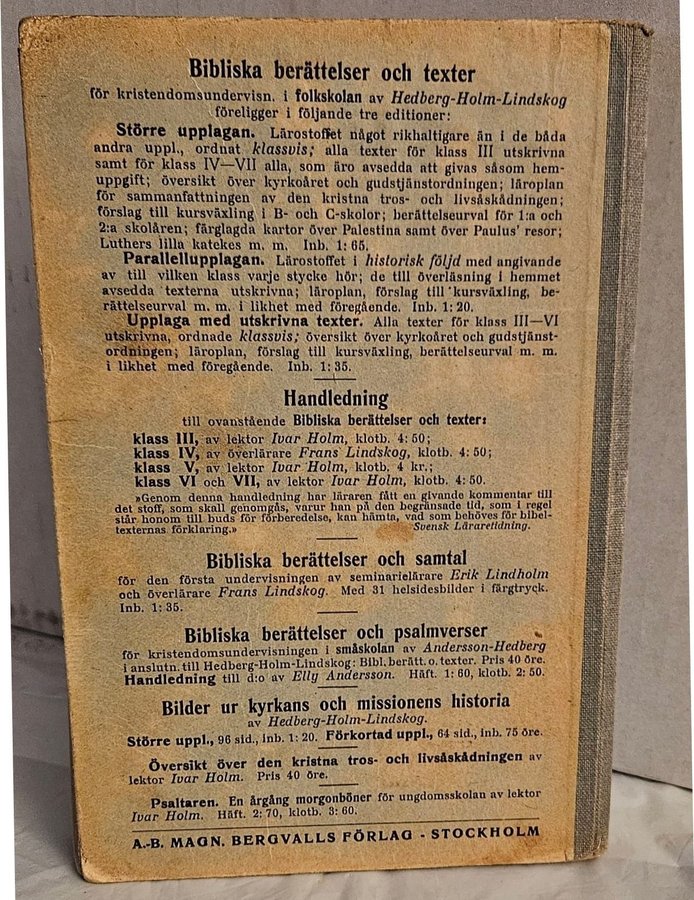 Bibliska berättelser och texter
för kristendomsundervisn. i folkskolan av Hedberg-Holm-Lindskog
föreligger i följande tre editioner:
Större upplagan. Lärostoffet något rikhaltigare än i de båda
andra uppl., ordnat klassvis; alla texter för klass III utskrivna
samt för klass IV—VII alla, som äro avsedda att givas såsom hem-
uppgift; översikt över kyrkoåret och gudstjänstordningen; läroplan
för sammanfattningen av den kristna tros- och livsåskådningen;
förslag till kursväxling i B- och C-skolor; berättelseurval för 1:a och
2:a skolåren; färglagda kartor över Palestina samt över Paulus' resor;
Luthers lilla katekes m. m. Inb. 1: 65.
Parallellupplagan. Lärostoffet i historisk följd med angivande
av till vilken klass varje stycke hör; de till överläsning i hemmet
avsedda texterna utskrivna; läroplan, förslag till kursväxling, be-
rättelseurval m. m. i likhet med föregående. Inb. 1: 20.
Upplaga med utskrivna texter. Alla texter för klass III—VI
utskrivna, ordnade klassvis; översikt över kyrkoåret och gudstjänst-
ordningen; läroplan, förslag till kursväxling, berättelseurval m. m.
i likhet med föregående. Inb. 1: 35.
Handledning
till ovanstående Bibliska berättelser och texter:
klass III, av lektor Ivar Holm, klotb. 4: 50;
klass IV, av överlärare Frans Lindskog, klotb. 4: 50;
klass V, av lektor Ivar Holm, klotb. 4 kr.;
klass VI och VII, av lektor Ivar Holm, klotb. 4: 50.
»Genom denna handledning har läraren fått en givande kommentar till
det stoff, som skall genomgås, varur han på den begränsade tid, som i regel
står honom till buds för förberedelse, kan hämta, vad som behöves för bibel-
texternas förklaring.» Svensk Läraretidning.
Bibliska berättelser och samtal
för den första undervisningen av seminarielärare Erik Lindholm
och överlärare Frans Lindskog. Med 31 helsidesbilder i färgtryck.
Inb. 1: 35.
Bibliska berättelser och psalmverser
för kristendomsundervisningen i småskolan av Andersson-Hedberg
i anslutn. till Hedberg-Holm-Lindskog: Bibl. berätt. o. texter. Pris 40 öre.
Handledning till d:o av Elly Andersson. Häft. 1: 60, klotb. 2: 50.
Bilder ur kyrkans och missionens historia
av Hedberg-Holm-Lindskog.
Större uppl., 96 sid., inb. 1: 20. Förkortad uppl., 64 sid., inb. 75 öre.
Översikt över den kristna tros- och livsåskådningen av
lektor Ivar Holm. Pris 40 öre.
Psaltaren. En årgång morgonböner för ungdomsskolan av lektor
Ivar Holm. Häft. 2: 70, klotb. 3: 60.
A.-B. MAGN. BERGVALLS FÖRLAG - STOCKHOLM